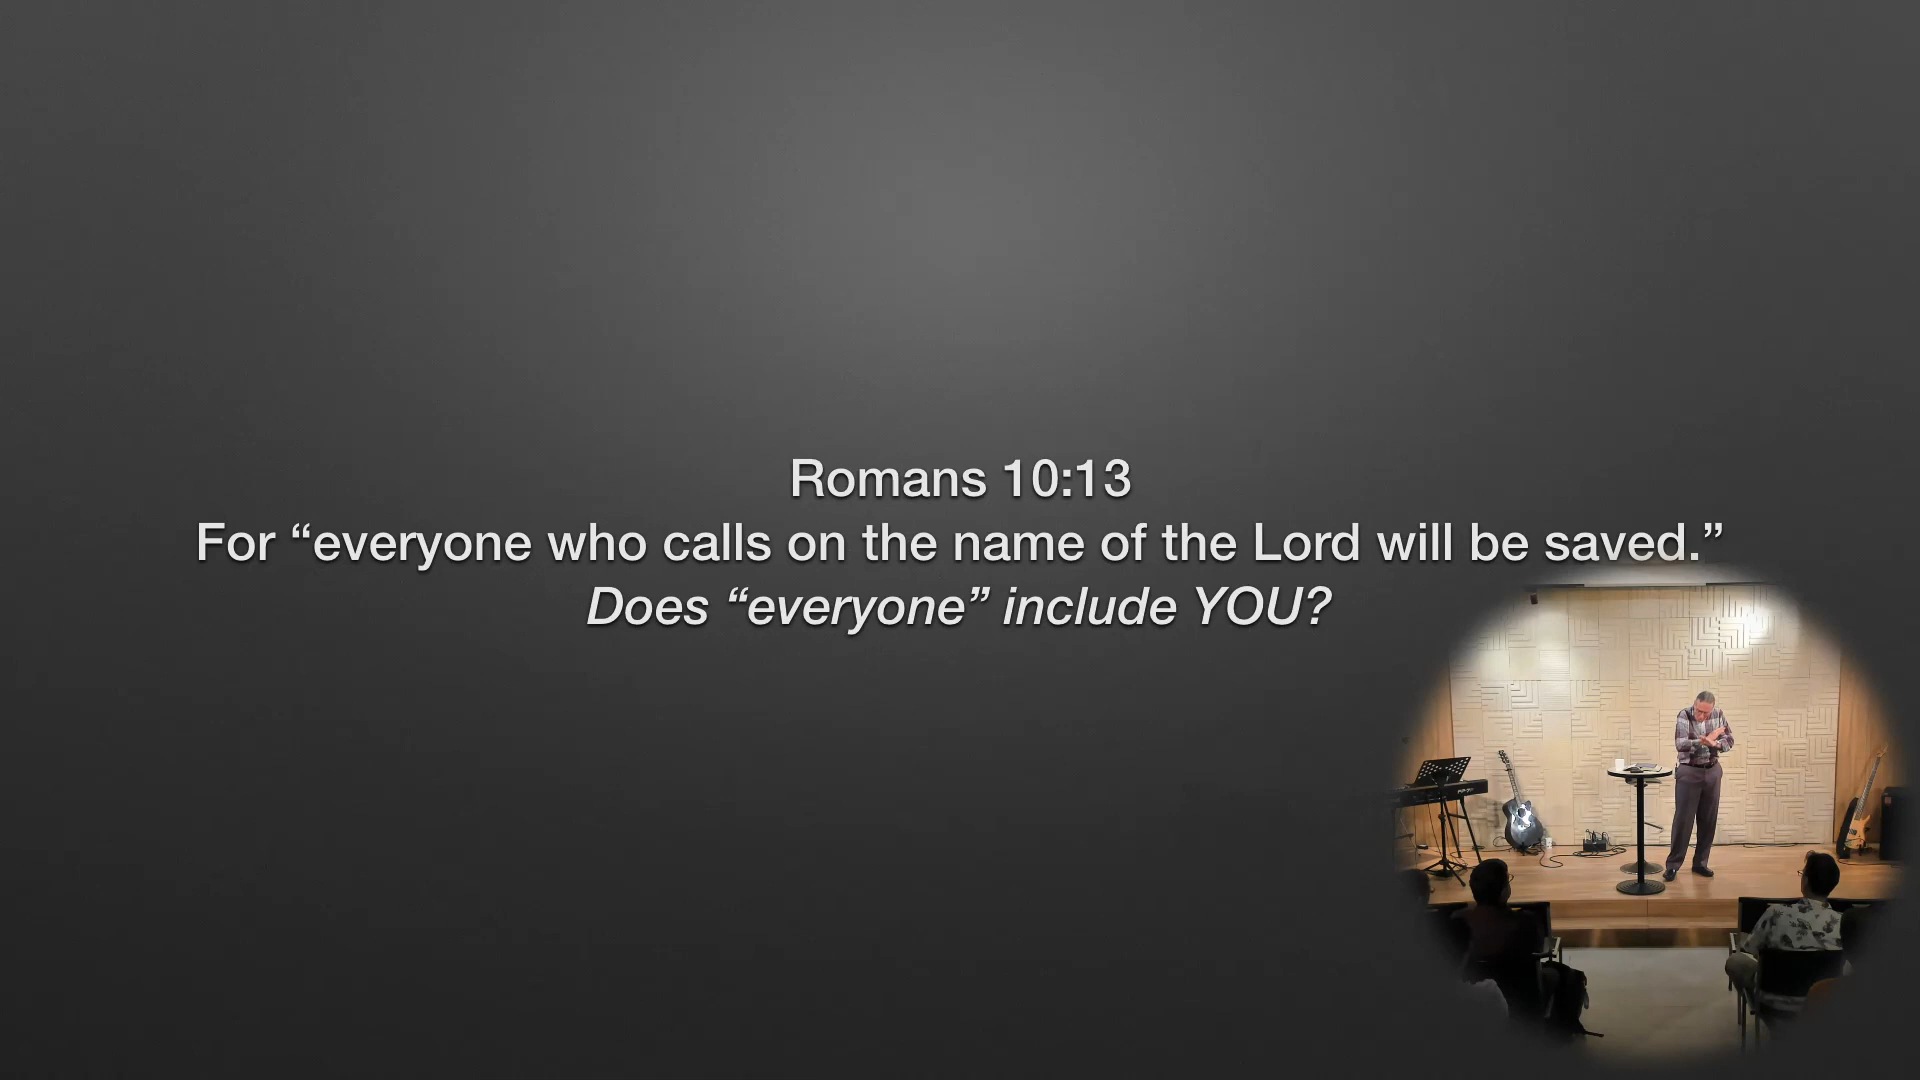 Romans 10:13
For “everyone who calls on the name of the Lord will be saved.”
Does “everyone” include YOU?